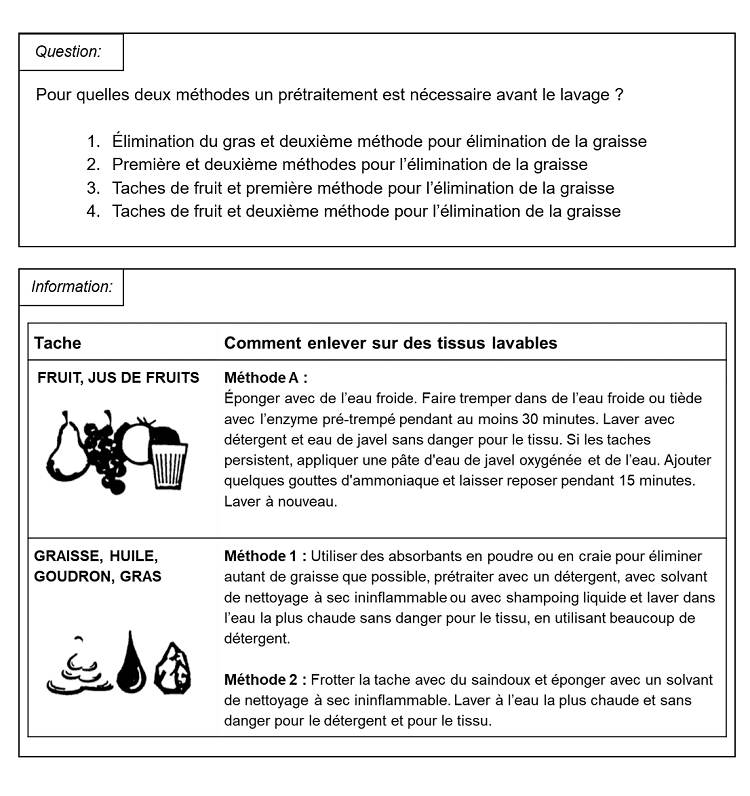 Question:
Pour quelles deux méthodes un prétraitement est nécessaire avant le lavage ?
1. Élimination du gras et deuxième méthode pour élimination de la graisse
2. Première et deuxième méthodes pour l’élimination de la graisse
3. Taches de fruit et première méthode pour l’élimination de la graisse
4. Taches de fruit et deuxième méthode pour l’élimination de la graisse
Information:
Tache
Comment enlever sur des tissus lavables
FRUIT, JUS DE FRUITS
Méthode A :
Éponger avec de l’eau froide. Faire tremper dans de l’eau froide ou tiède
avec l’enzyme pré-trempé pendant au moins 30 minutes. Laver avec
détergent et eau de javel sans danger pour le tissu. Si les taches
persistent, appliquer une pâte d'eau de javel oxygénée et de l’eau. Ajouter
quelques gouttes d'ammoniaque et laisser reposer pendant 15 minutes.
Laver à nouveau.
GRAISSE, HUILE,
GOUDRON, GRAS
Méthode 1 : Utiliser des absorbants en poudre ou en craie pour éliminer
autant de graisse que possible, prétraiter avec un détergent, avec solvant
de nettoyage à sec ininflammable ou avec shampoing liquide et laver dans
l’eau la plus chaude sans danger pour le tissu, en utilisant beaucoup de
détergent.
Méthode 2 : Frotter la tache avec du saindoux et éponger avec un solvant
de nettoyage à sec ininflammable. Laver à l’eau la plus chaude et sans
danger pour le détergent et pour le tissu.